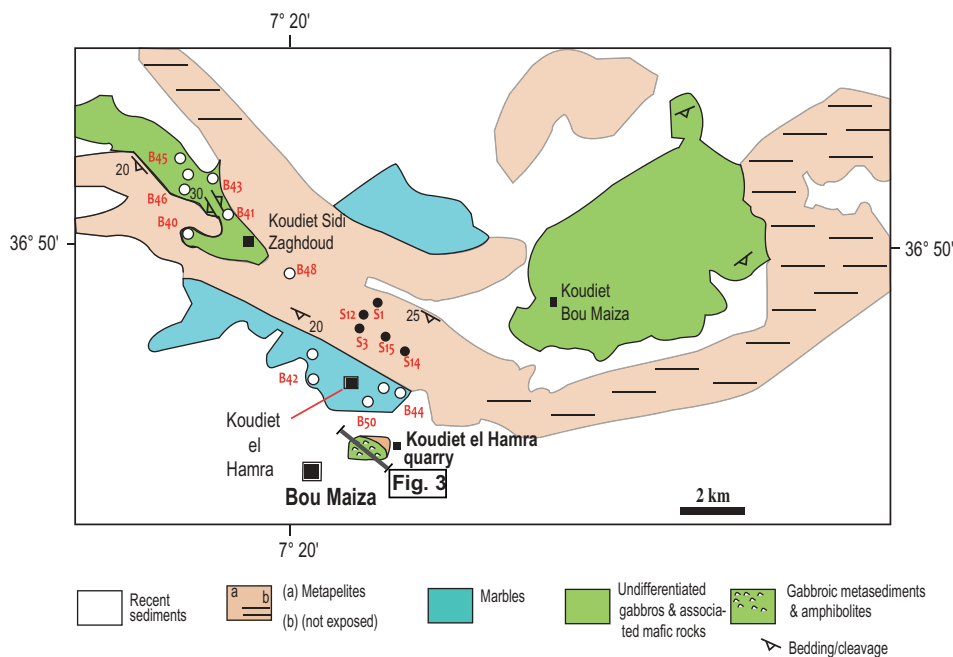 7° 20'
20
B45
B46
30
B43
B41
B40
Koudiet Sidi
Zaghdoud
36° 50'
36° 50'
B48
Koudiet
Bou Maiza
S12
S1
20
25
S3
S15
S14
B42
B44
B50
Koudiet
el
Hamra
Koudiet el Hamra
quarry
Bou Maiza
Fig. 3
2 km
7° 20'
Recent
sediments
a
b
(a) Metapelites
(b) (not exposed)
Marbles
Undifferentiated
gabbros & associa-
ted mafic rocks
Gabbroic metasediments
& amphibolites
Bedding/cleavage